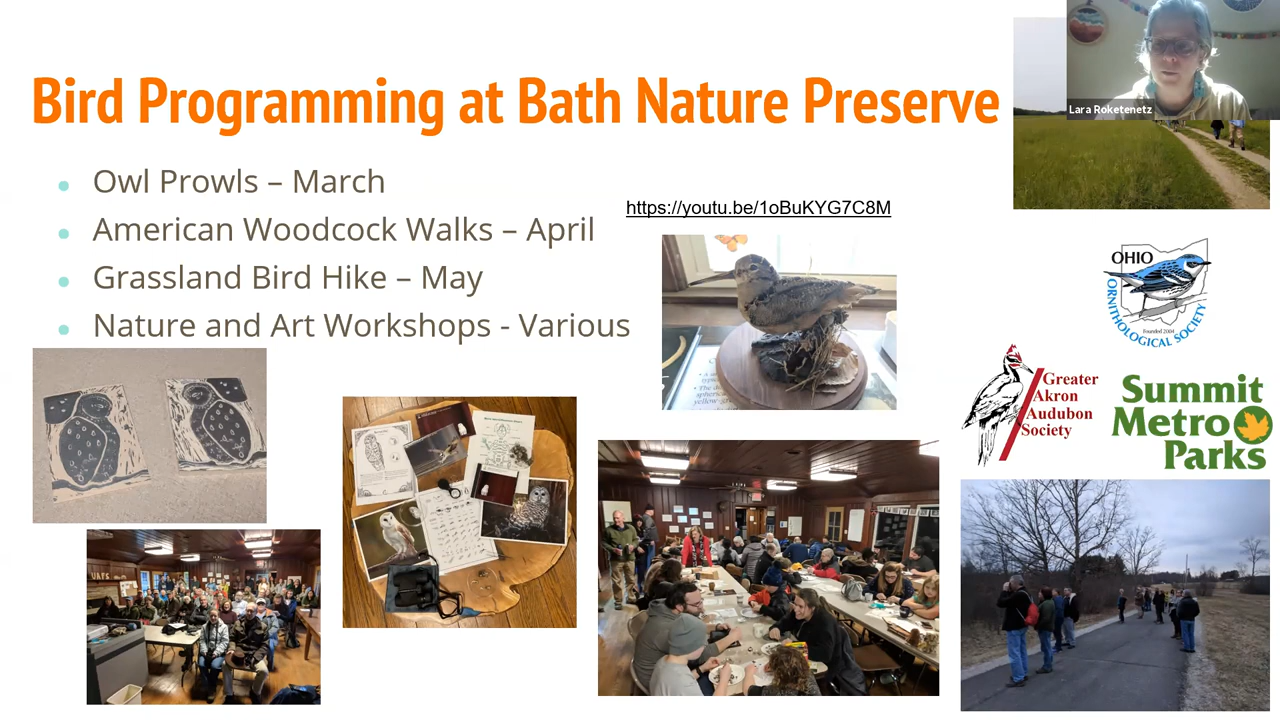 Bird Programming at Bath Nature Preserve
Lara Roketenetz
Owl Prowls – March
American Woodcock Walks – April
Grassland Bird Hike – May
Nature and Art Workshops - Various
https://youtu.be/1oBuKYG7C8M
OHIO
ORNITHOLOGICAL SOCIETY
Founded 2004
Greater
Akron
Audubon
Society
Summit
Metro
Parks